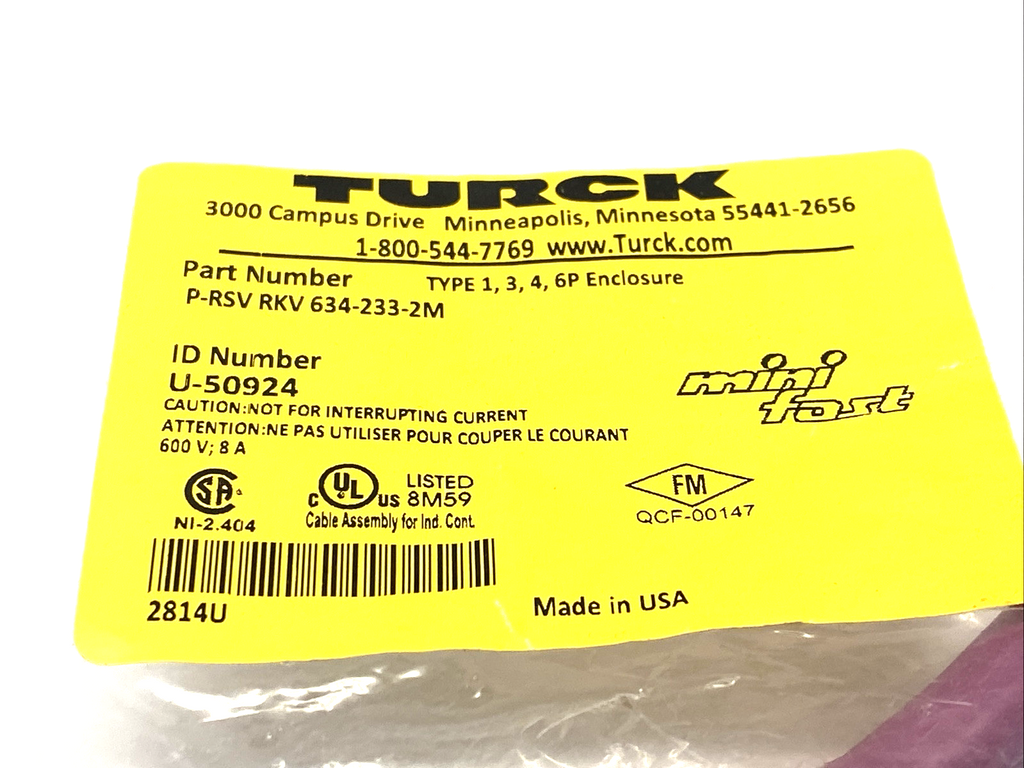 TURCK
3000 Campus Drive Minneapolis, Minnesota 55441-2656
1-800-544-7769 www.Turck.com
Part Number TYPE 1, 3, 4, 6P Enclosure
P-RSV RKV 634-233-2M
ID Number
U-50924
mini
fast
CAUTION:NOT FOR INTERRUPTING CURRENT
ATTENTION:NE PAS UTILISER POUR COUPER LE COURANT
600 V; 8 A
SA
NI-2.404
c UL us LISTED
8M59
Cable Assembly for Ind. Cont.
FM
QCF-00147
2814U
Made in USA